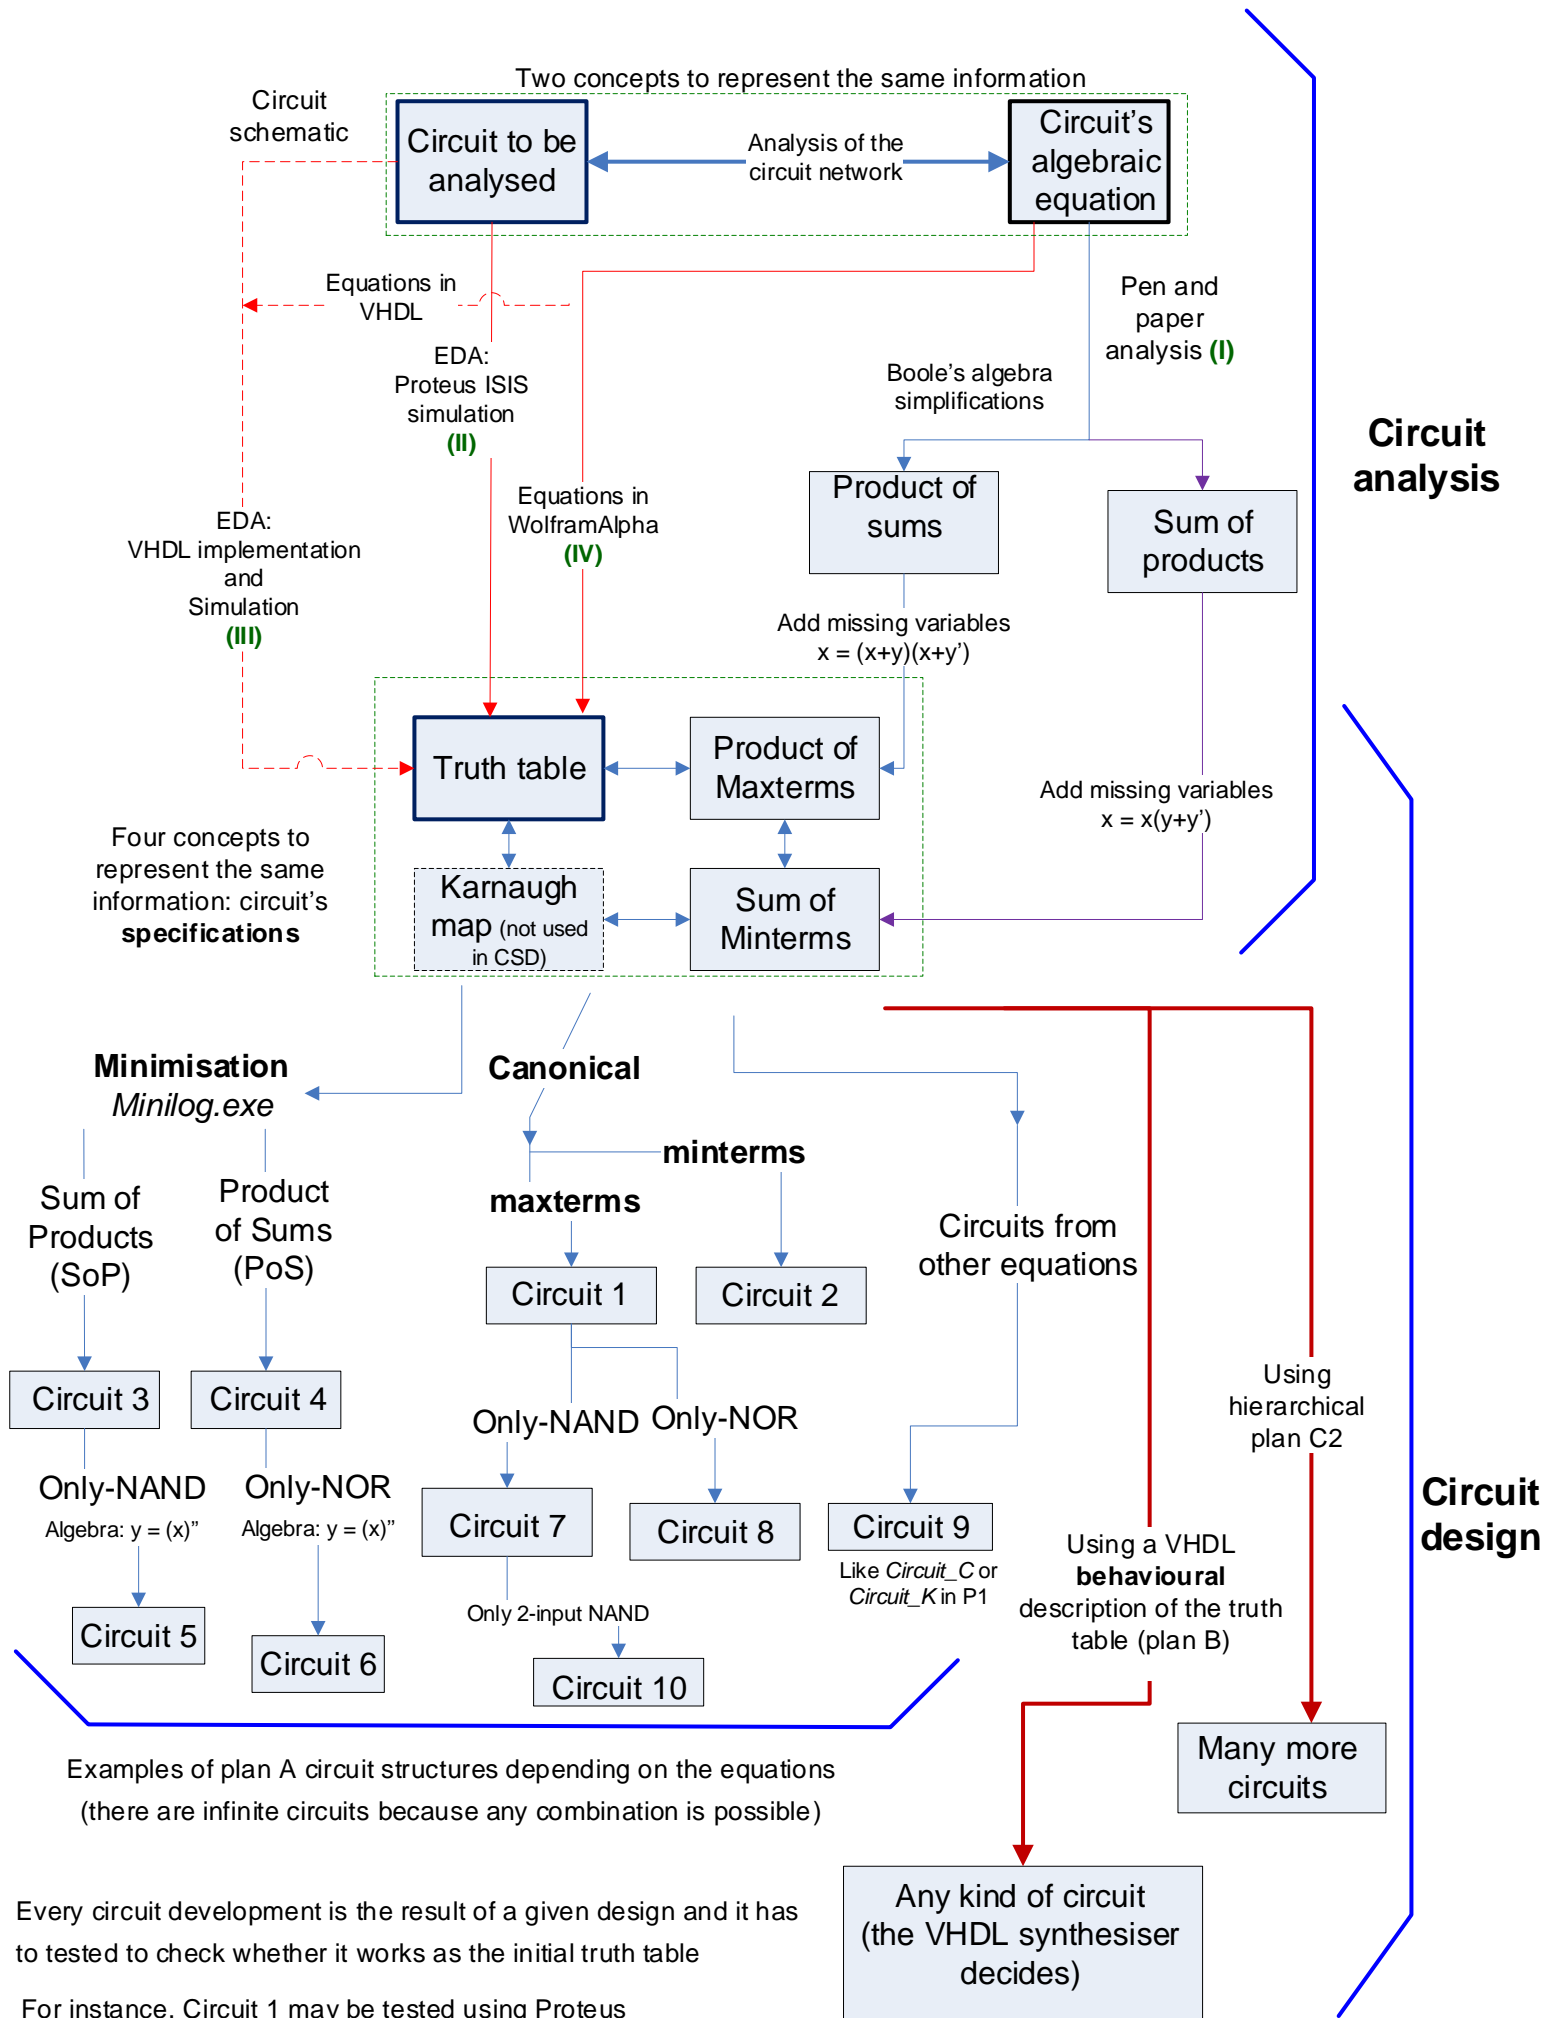 Two concepts to represent the same information
Circuit
schematic
Circuit to be
analysed
Analysis of the
circuit network
Circuit's
algebraic
equation
Equations in
VHDL
Pen and
paper
analysis (I)
EDA:
Proteus ISIS
simulation
(II)
Boole's algebra
simplifications
Circuit
analysis
Product of
sums
Sum of
products
Equations in
WolframAlpha
(IV)
EDA:
VHDL implementation
and
Simulation
(III)
Add missing variables
x = (x+y)(x+y’)
Truth table
Product of
Maxterms
Add missing variables
x = x(y+y’)
Four concepts to
represent the same
information: circuit's
specifications
Karnaugh
map (not used
in CSD)
Sum of
Minterms
Minimisation
Minilog.exe
Canonical
minterms
maxterms
Sum of
Products
(SoP)
Product
of Sums
(PoS)
Circuits from
other equations
Circuit 1
Circuit 2
Circuit 3
Circuit 4
Using
hierarchical
plan C2
Only-NAND
Only-NOR
Only-NAND
Algebra: y = (x)”
Only-NOR
Algebra: y = (x)”
Circuit 7
Circuit 8
Circuit 9
Like Circuit_C or
Circuit_K in P1
Using a VHDL
behavioural
description of the truth
table (plan B)
Circuit
design
Only 2-input NAND
Circuit 5
Circuit 6
Circuit 10
Many more
circuits
Examples of plan A circuit structures depending on the equations
(there are infinite circuits because any combination is possible)
Any kind of circuit
(the VHDL synthesiser
decides)
Every circuit development is the result of a given design and it has
to tested to check whether it works as the initial truth table
For instance, Circuit 1 may be tested using Proteus